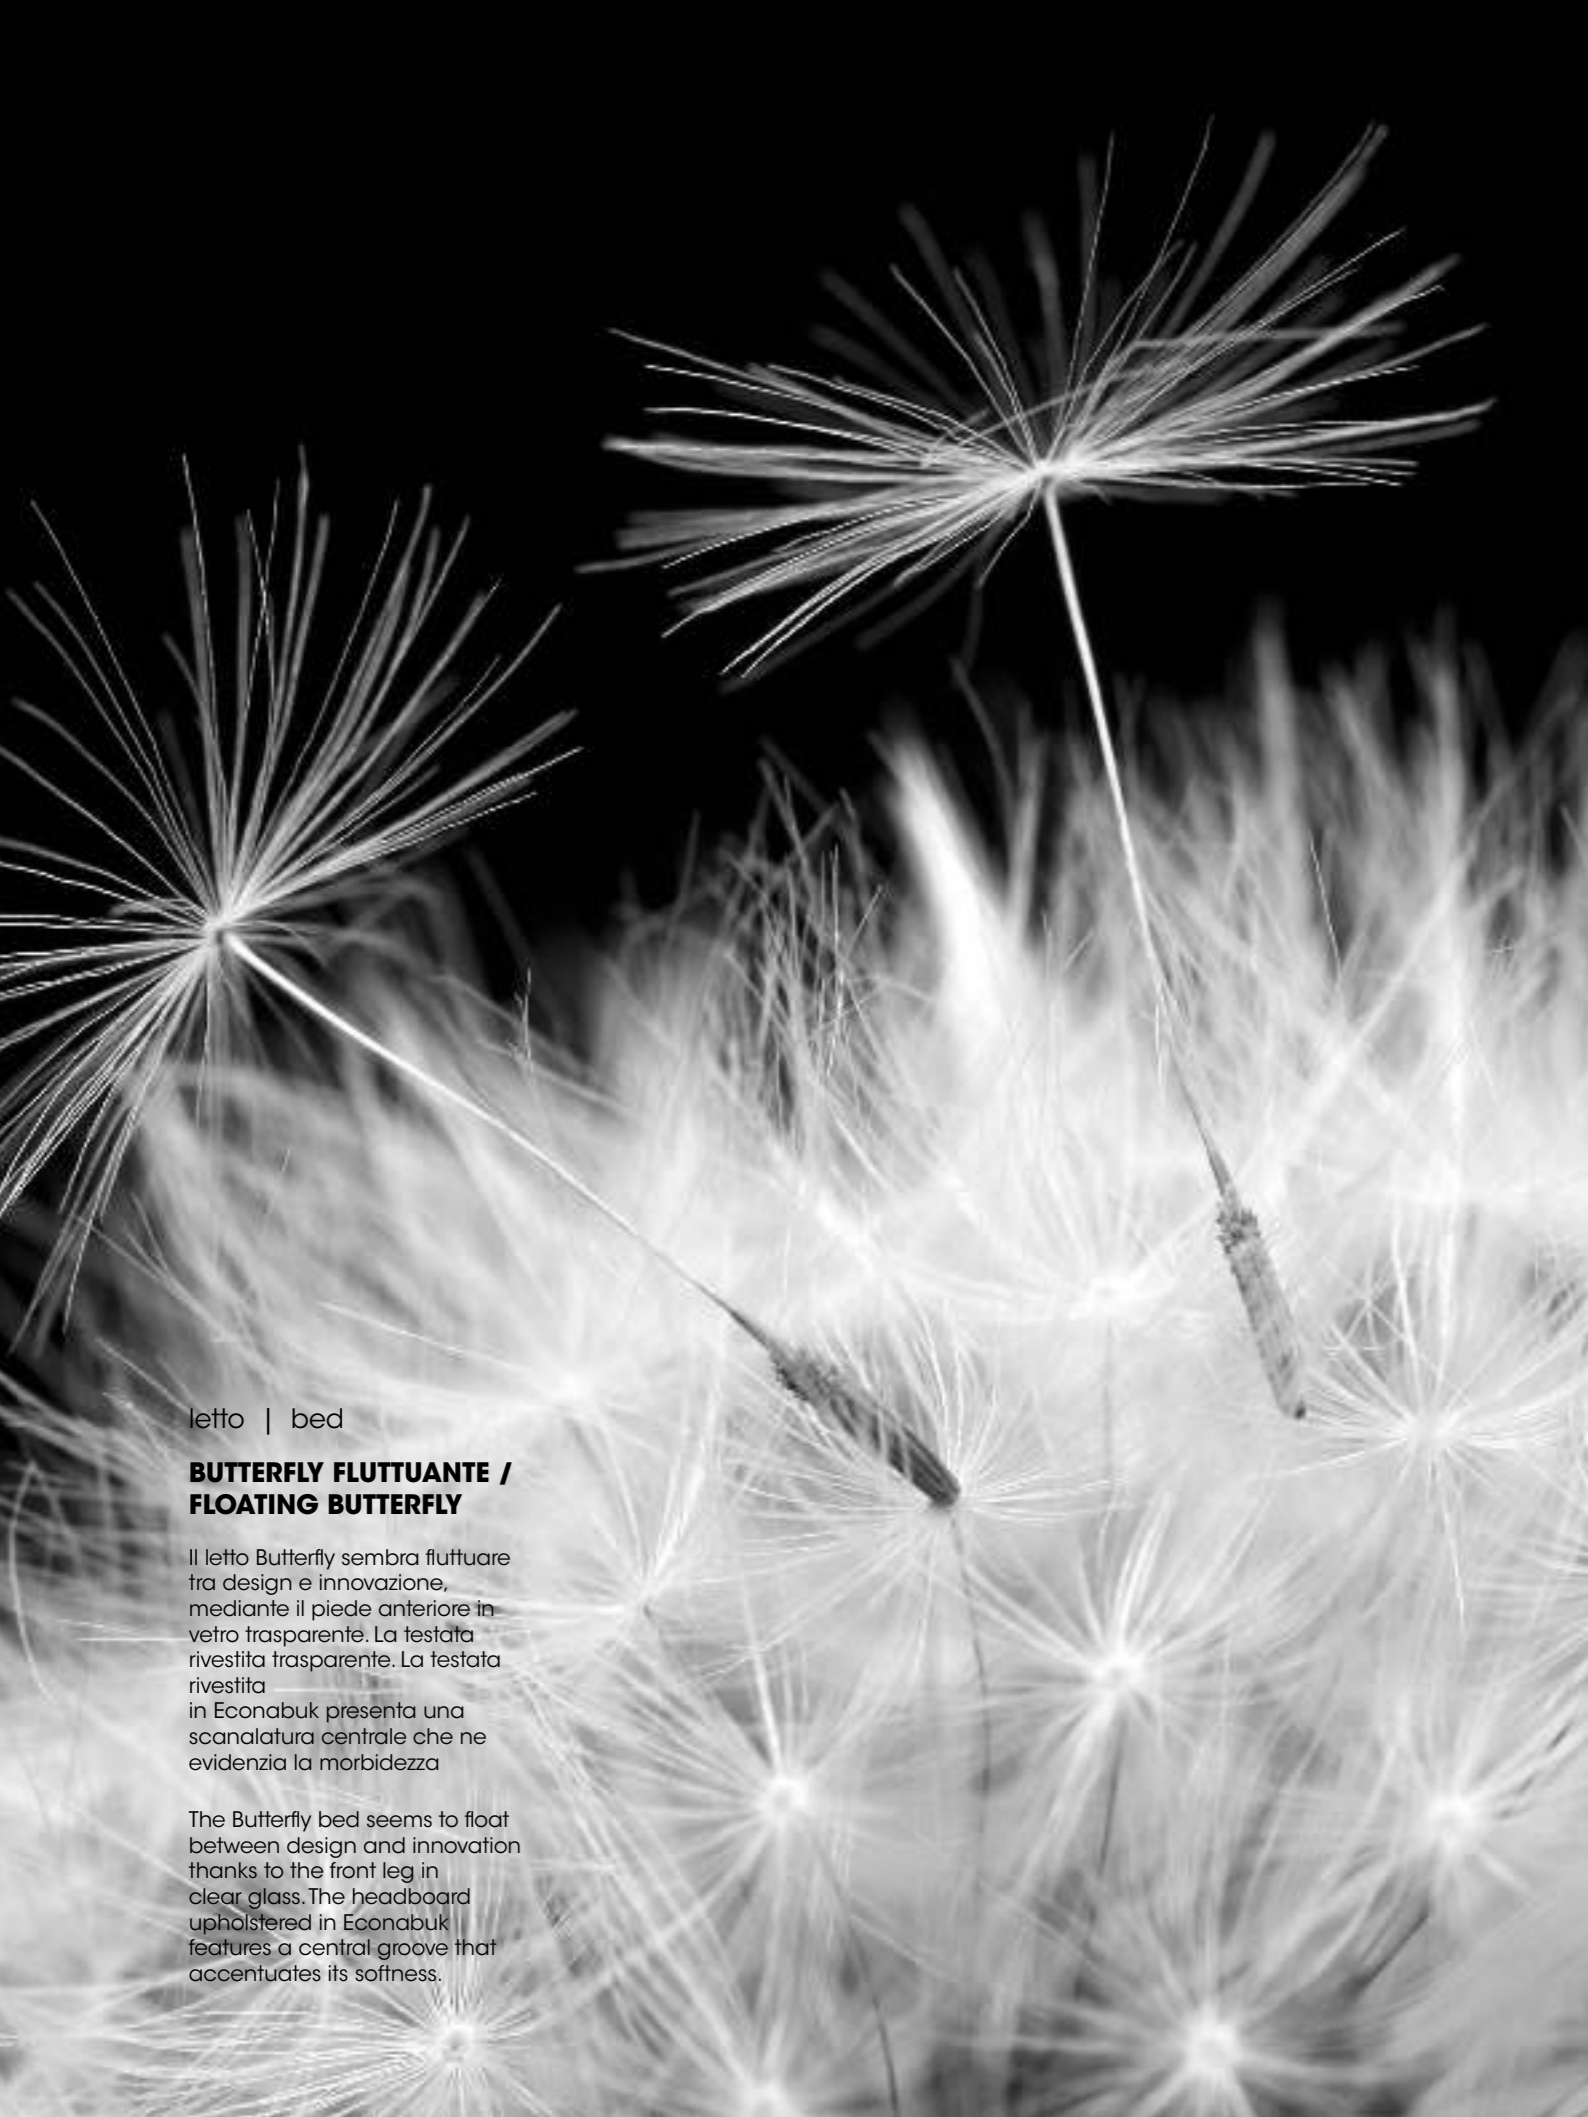 letto | bed
BUTTERFLY FLUTTUANTE /
FLOATING BUTTERFLY
Il letto Butterfly sembra fluttuare
tra design e innovazione,
mediante il piede anteriore in
vetro trasparente. La testata
rivestita trasparente. La testata
rivestita
in Econabuk presenta una
scanalatura centrale che ne
evidenzia la morbidezza
The Butterfly bed seems to float
between design and innovation
thanks to the front leg in
clear glass. The headboard
upholstered in Econabuk
features a central groove that
accentuates its softness.